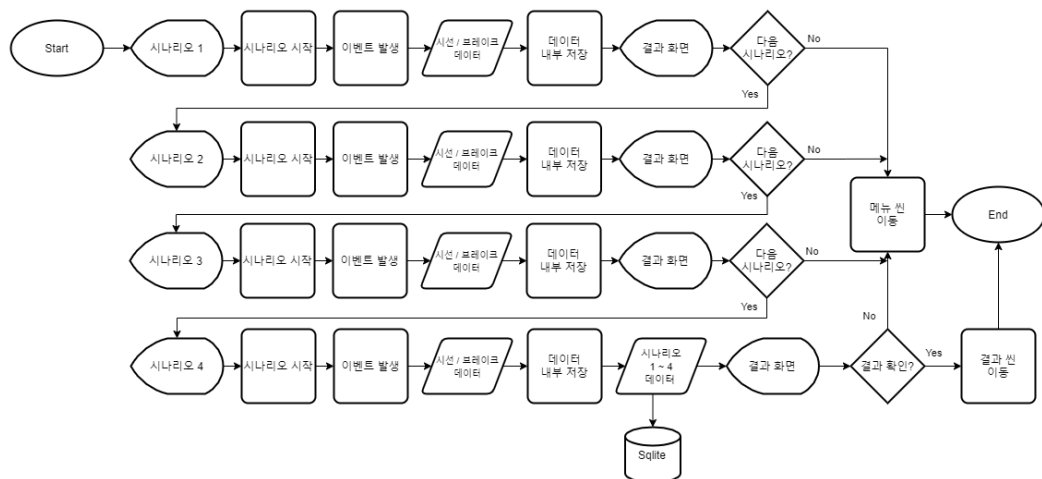 Start
시나리오 1
시나리오 시작
이벤트 발생
시선 / 브레이크
데이터
데이터
내부 저장
결과 화면
다음
시나리오?
No
Yes
시나리오 2
시나리오 시작
이벤트 발생
시선 / 브레이크
데이터
데이터
내부 저장
결과 화면
다음
시나리오?
No
Yes
메뉴 씬
이동
End
시나리오 3
시나리오 시작
이벤트 발생
시선 / 브레이크
데이터
데이터
내부 저장
결과 화면
다음
시나리오?
No
Yes
시나리오 4
시나리오 시작
이벤트 발생
시선 / 브레이크
데이터
데이터
내부 저장
시나리오
1 ~ 4
데이터
Sqlite
결과 화면
결과 확인?
No
Yes
결과 씬
이동